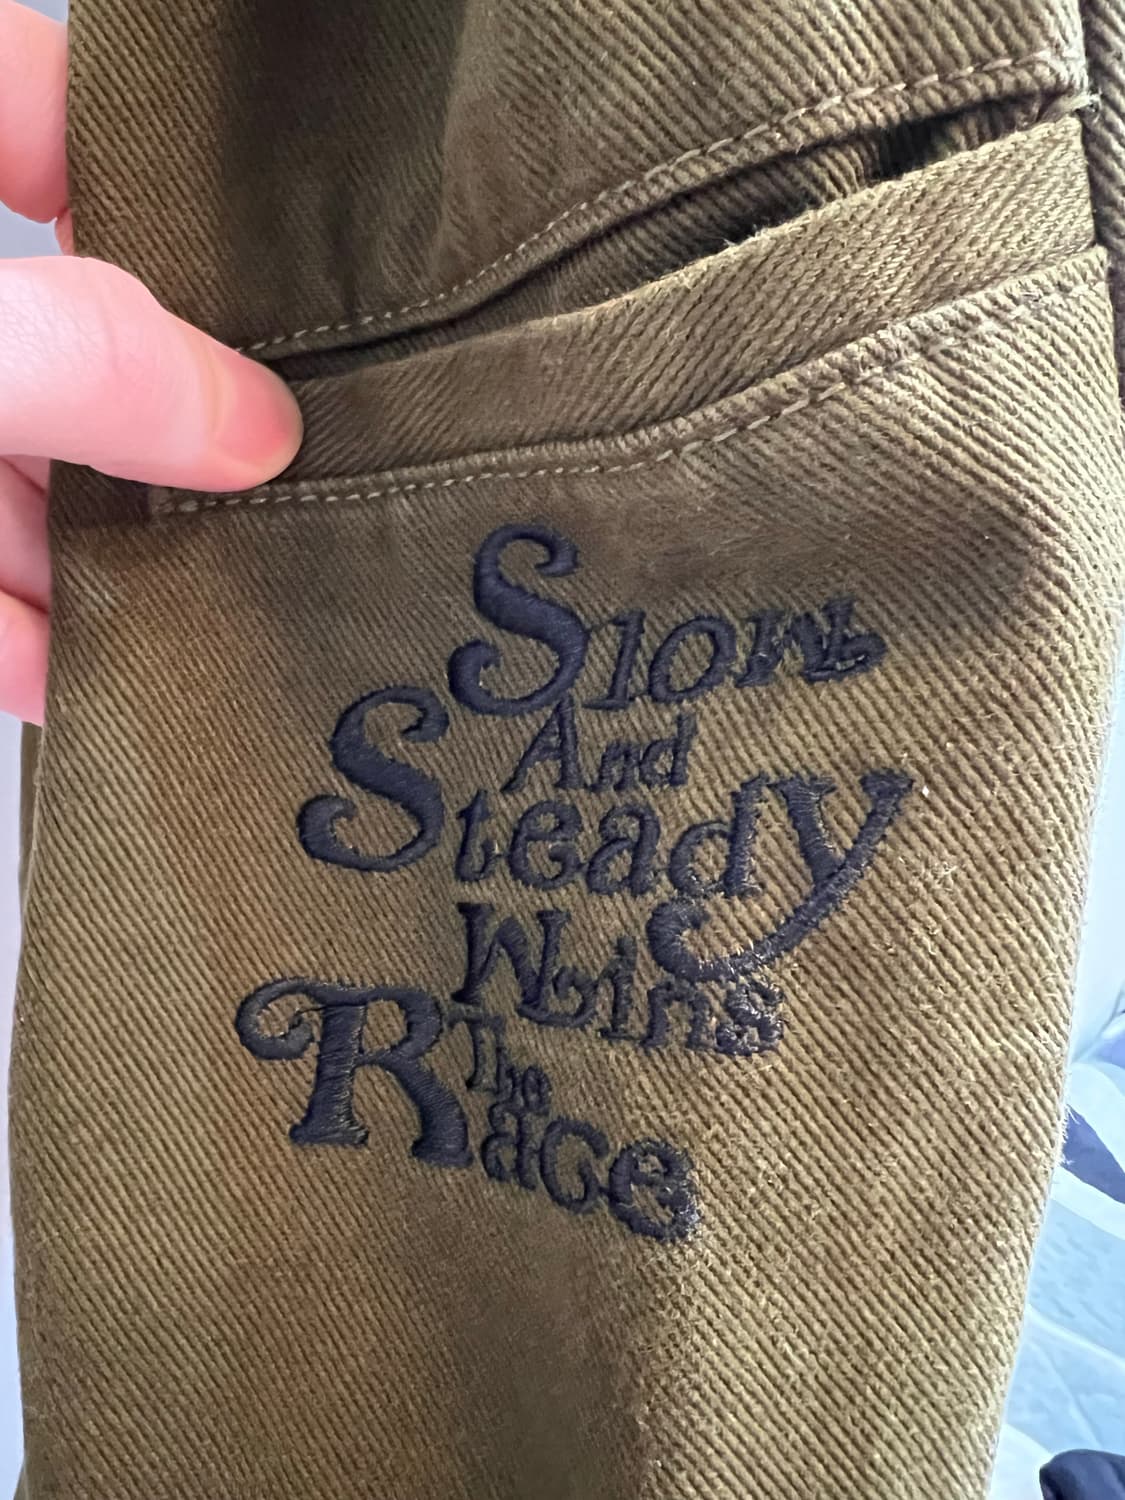 Slow
And
Steady
Wins
The
Race